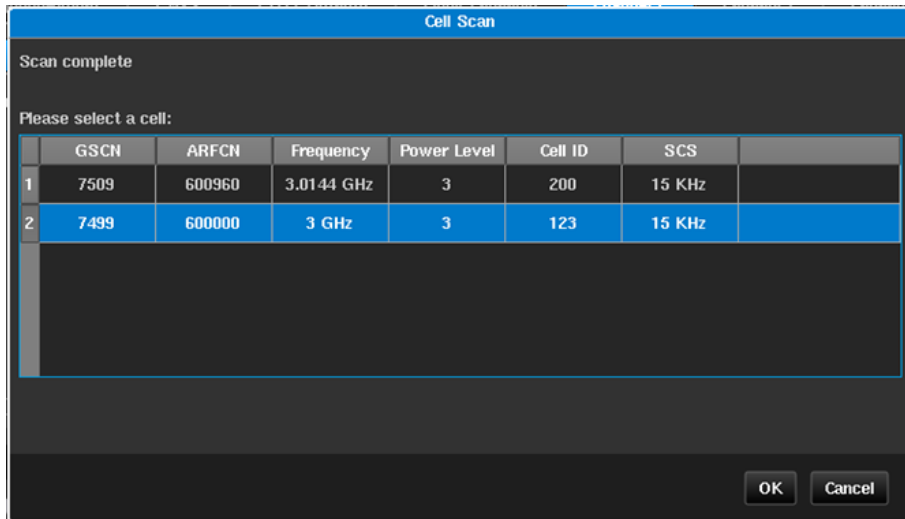 Cell Scan
Scan complete
Please select a cell:
GSCN ARFCN Frequency Power Level Cell ID SCS
1 7509 600960 3.0144 GHz 3 200 15 KHz
2 7499 600000 3 GHz 3 123 15 KHz
OK Cancel